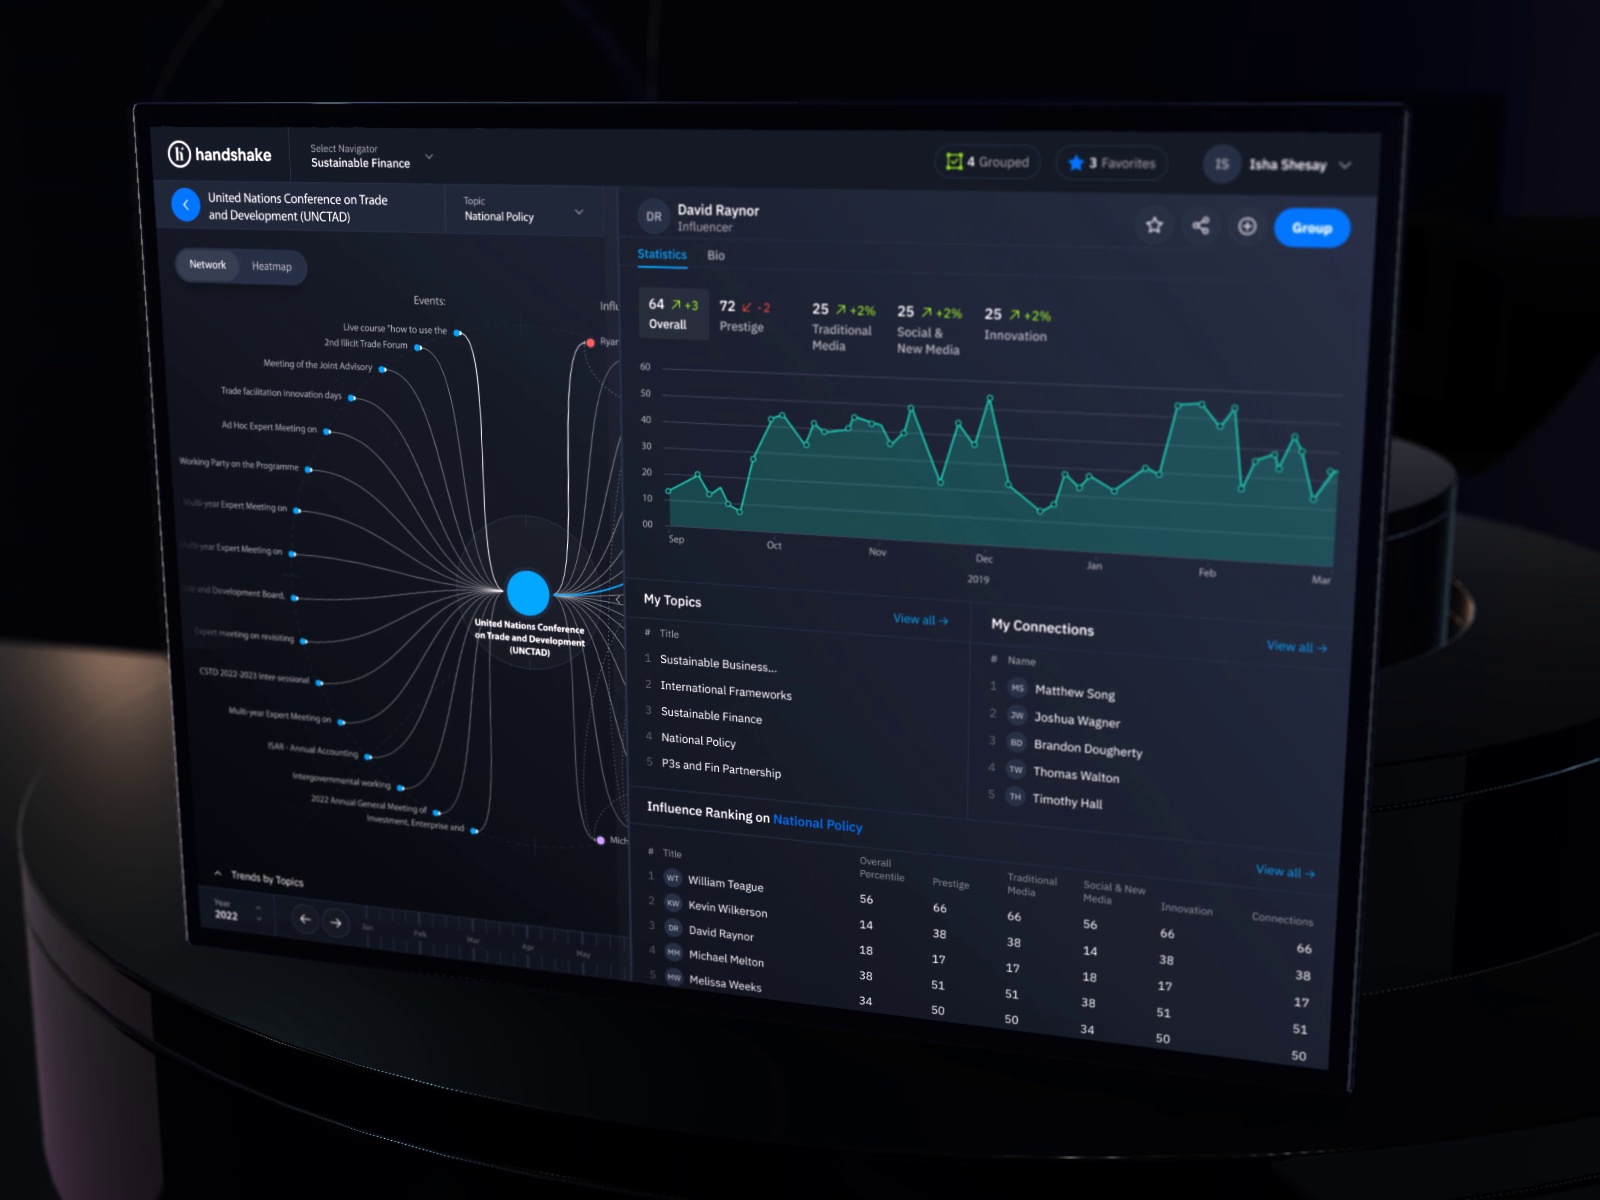 handshake
Select Navigator
Sustainable Finance
4 Grouped
3 Favorites
IS
Isha Shesay
United Nations Conference on Trade
and Development (UNCTAD)
Topic
National Policy
DR
David Raynor
Influencer
Group
Network
Heatmap
Statistics
Bio
64 +3
Overall
72 -2
Prestige
25 +2%
Traditional
Media
25 +2%
Social &
New Media
25 +2%
Innovation
Events:
Influ
Live course "how to use the
2nd Illicit Trade Forum
Meeting of the Joint Advisory
Trade facilitation innovation days
Ad Hoc Expert Meeting on
Working Party on the Programme
Multi-year Expert Meeting on
Multi-year Expert Meeting on
and Development Board,
Expert meeting on revisiting
CSTD 2022-2023 inter-sessional
Multi-year Expert Meeting on
ISAR - Annual Accounting
Intergovernmental working
2022 Annual General Meeting of
Investment, Enterprise and
Ryan
Mich
United Nations Conference
on Trade and Development
(UNCTAD)
60
50
40
30
20
10
00
Sep
Oct
Nov
Dec
Jan
Feb
Mar
2019
My Topics
View all →
# Title
1 Sustainable Business...
2 International Frameworks
3 Sustainable Finance
4 National Policy
5 P3s and Fin Partnership
My Connections
View all →
# Name
1 MS Matthew Song
2 JW Joshua Wagner
3 BD Brandon Dougherty
4 TW Thomas Walton
5 TH Timothy Hall
Influence Ranking on National Policy
View all →
# Title
Overall
Percentile
Prestige
Traditional
Media
Social & New
Media
Innovation
Connections
1 WT William Teague 56 66 66 56 66 66
2 KW Kevin Wilkerson 14 38 38 14 38 38
3 DR David Raynor 18 17 17 18 17 17
4 MM Michael Melton 38 51 51 38 51 51
5 MW Melissa Weeks 34 50 50 34 50 50
Trends by Topics
Year
2022
← →
Jan
Feb
Mar
Apr
May